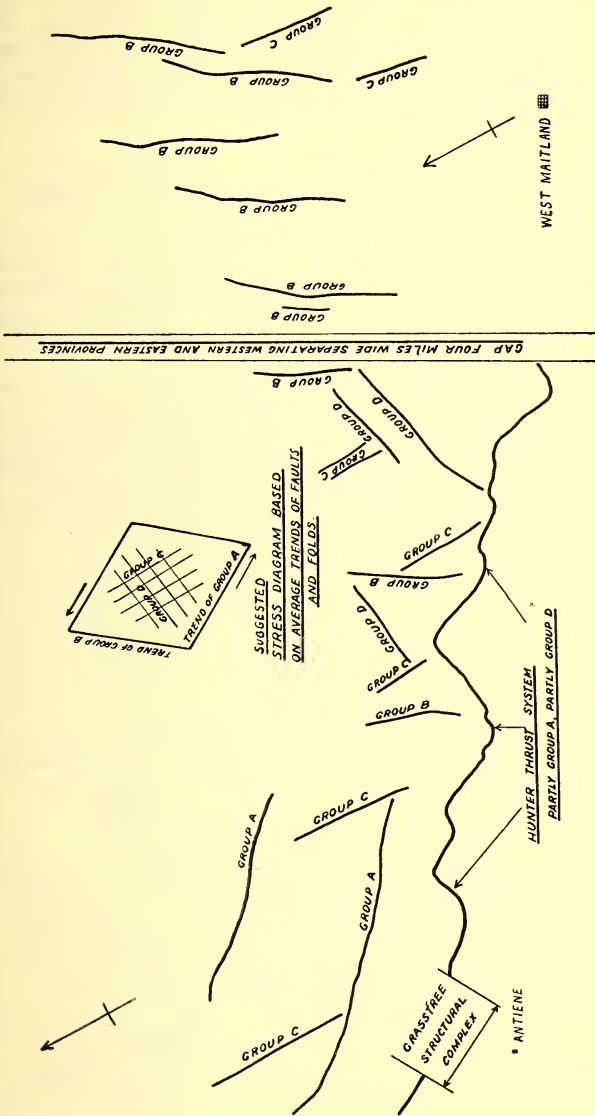 GROUP B
GROUP C
GROUP B
GROUP C
GROUP B
GROUP B
GROUP B
GROUP B
WEST MAITLAND
GAP FOUR MILES WIDE SEPARATING WESTERN AND EASTERN PROVINCES
GROUP B
GROUP D
GROUP D
GROUP C
TREND OF GROUP B
GROUP C
GROUP D
TREND OF GROUP A
SUGGESTED
STRESS DIAGRAM BASED
ON AVERAGE TRENDS OF FAULTS
AND FOLDS.
GROUP C
GROUP B
GROUP D
GROUP C
GROUP B
GROUP A
GROUP C
GROUP A
GROUP C
HUNTER THRUST SYSTEM
PARTLY GROUP A, PARTLY GROUP D
GRASSTREE
STRUCTURAL
COMPLEX
ANTIENE